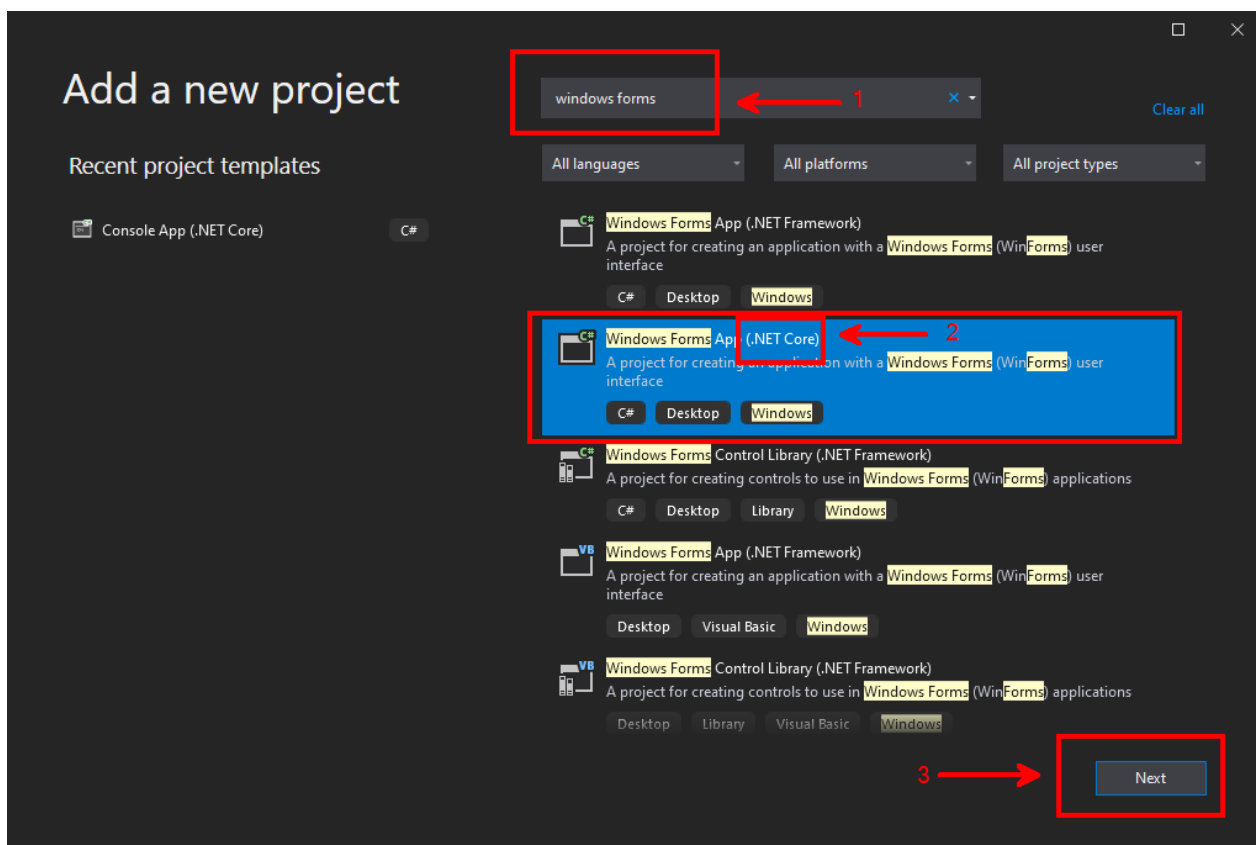 Add a new project
windows forms
1
Clear all
Recent project templates
All languages
All platforms
All project types
Console App (.NET Core)
C#
C#
Windows Forms App (.NET Framework)
A project for creating an application with a Windows Forms (WinForms) user
interface
C# Desktop Windows
C#
Windows Forms App (.NET Core)
2
A project for creating an application with a Windows Forms (WinForms) user
interface
C# Desktop Windows
C#
Windows Forms Control Library (.NET Framework)
A project for creating controls to use in Windows Forms (WinForms) applications
C# Desktop Library Windows
VB
Windows Forms App (.NET Framework)
A project for creating an application with a Windows Forms (WinForms) user
interface
Desktop Visual Basic Windows
VB
Windows Forms Control Library (.NET Framework)
A project for creating controls to use in Windows Forms (WinForms) applications
Desktop Library Visual Basic Windows
3
Next